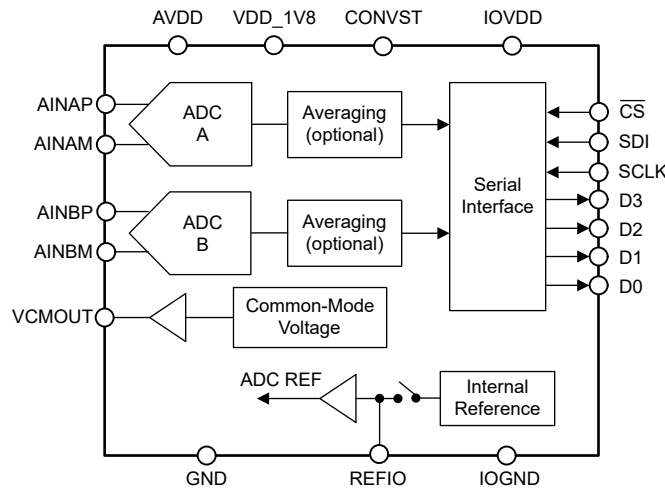 AVDD
VDD_1V8
CONVST
IOVDD
AINAP
AINAM
ADC
A
Averaging
(optional)
AINBP
AINBM
ADC
B
Averaging
(optional)
Serial
Interface
CS
SDI
SCLK
D3
D2
D1
D0
VCMOUT
Common-Mode
Voltage
ADC REF
Internal
Reference
GND
REFIO
IOGND